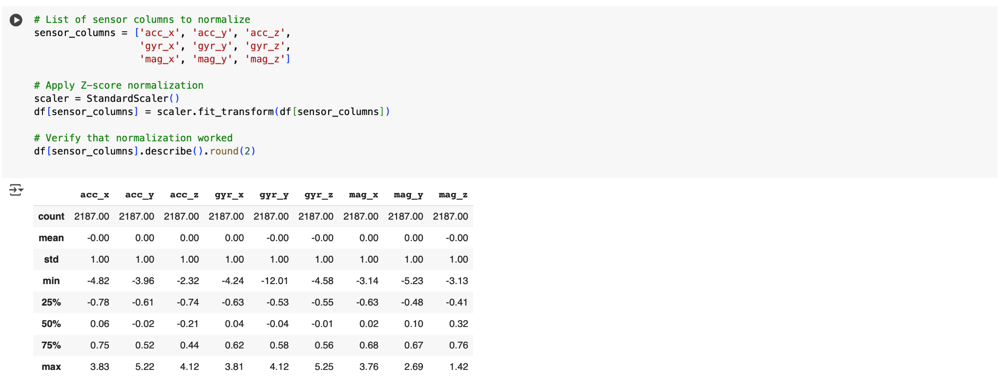 # List of sensor columns to normalize
sensor_columns = ['acc_x', 'acc_y', 'acc_z',
                  'gyr_x', 'gyr_y', 'gyr_z',
                  'mag_x', 'mag_y', 'mag_z']
# Apply Z-score normalization
scaler = StandardScaler()
df[sensor_columns] = scaler.fit_transform(df[sensor_columns])
# Verify that normalization worked
df[sensor_columns].describe().round(2)
acc_x acc_y acc_z gyr_x gyr_y gyr_z mag_x mag_y mag_z
count 2187.00 2187.00 2187.00 2187.00 2187.00 2187.00 2187.00 2187.00 2187.00
mean -0.00 0.00 0.00 0.00 -0.00 -0.00 0.00 0.00 -0.00
std 1.00 1.00 1.00 1.00 1.00 1.00 1.00 1.00 1.00
min -4.82 -3.96 -2.32 -4.24 -12.01 -4.58 -3.14 -5.23 -3.13
25% -0.78 -0.61 -0.74 -0.63 -0.53 -0.55 -0.63 -0.48 -0.41
50% 0.06 -0.02 -0.21 0.04 -0.04 -0.01 0.02 0.10 0.32
75% 0.75 0.52 0.44 0.62 0.58 0.56 0.68 0.67 0.76
max 3.83 5.22 4.12 3.81 4.12 5.25 3.76 2.69 1.42